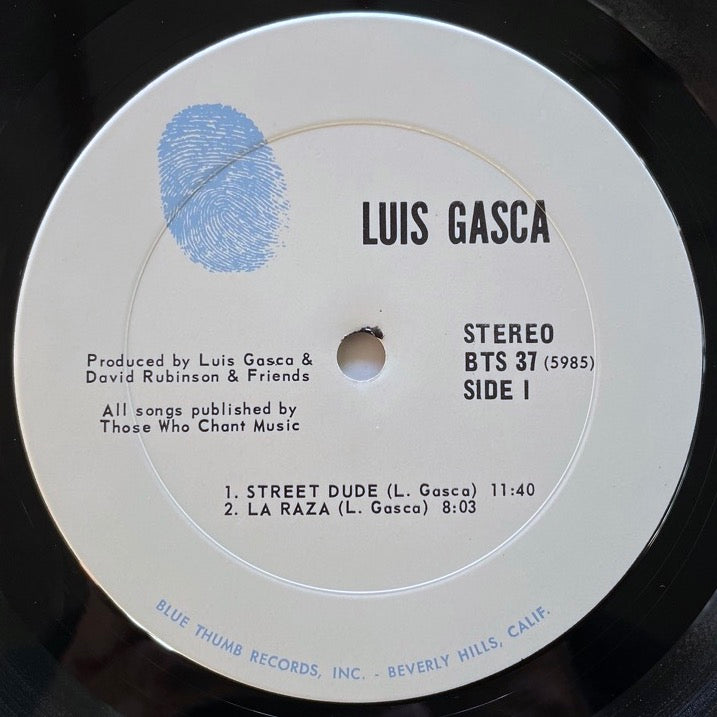 LUIS GASCA
STEREO
BTS 37 (5985)
SIDE 1
Produced by Luis Gasca &
David Rubinson & Friends
All songs published by
Those Who Chant Music
1. STREET DUDE (L. Gasca) 11:40
2. LA RAZA (L. Gasca) 8:03
BLUE THUMB RECORDS, INC. - BEVERLY HILLS, CALIF.